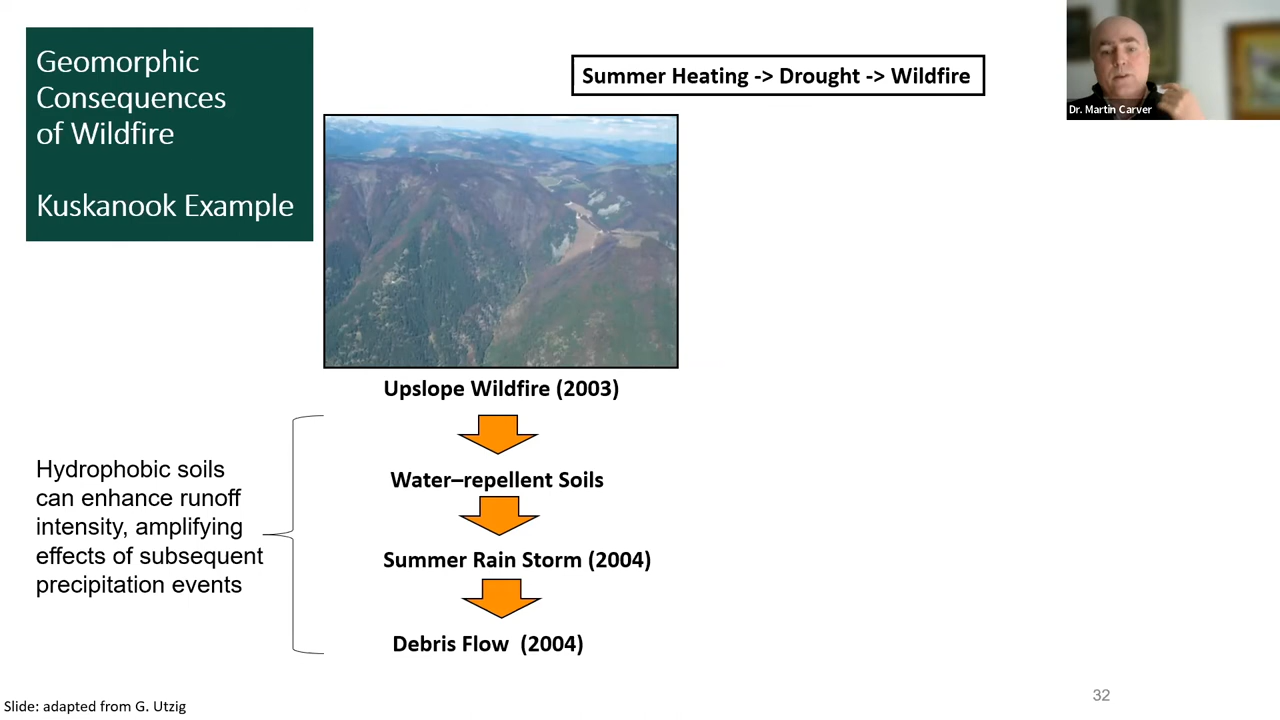 Geomorphic
Consequences
of Wildfire
Kuskanook Example
Summer Heating -> Drought -> Wildfire
Dr. Martin Carver
Upslope Wildfire (2003)
Water–repellent Soils
Summer Rain Storm (2004)
Debris Flow (2004)
Hydrophobic soils
can enhance runoff
intensity, amplifying
effects of subsequent
precipitation events
Slide: adapted from G. Utzig
32